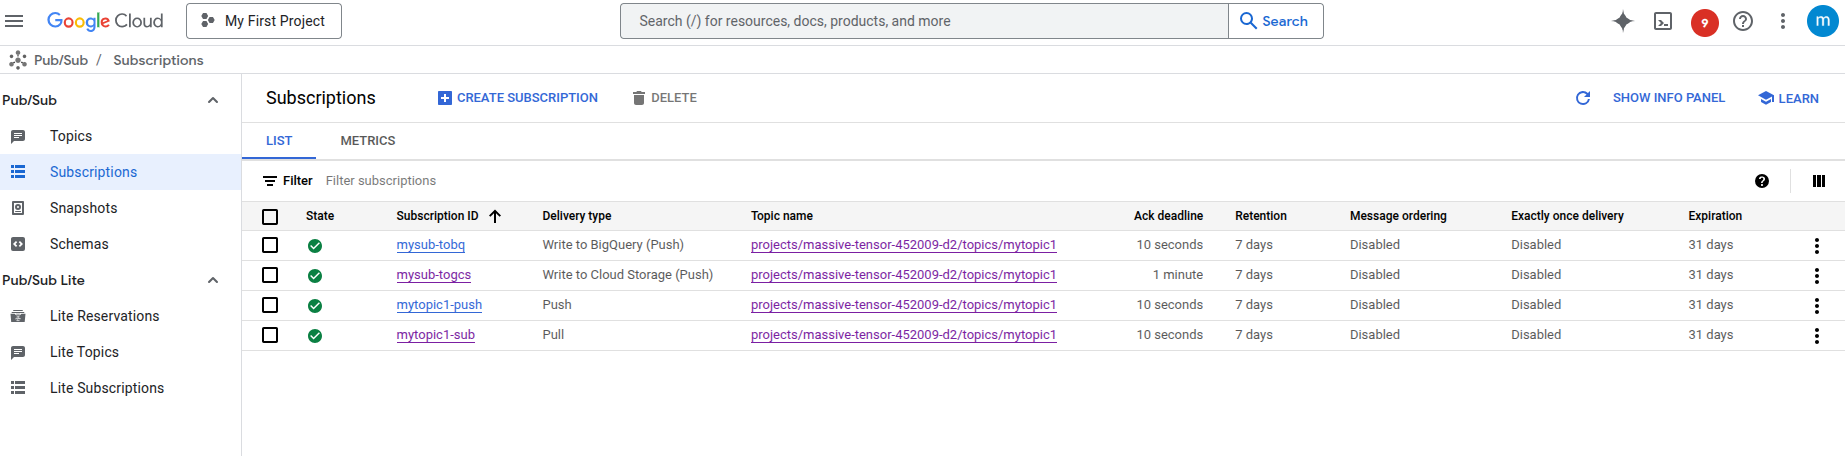 Google Cloud My First Project Search (/) for resources, docs, products, and more Search 9 m
Pub/Sub / Subscriptions
Pub/Sub
Topics
Subscriptions
Snapshots
Schemas
Pub/Sub Lite
Lite Reservations
Lite Topics
Lite Subscriptions
Subscriptions CREATE SUBSCRIPTION DELETE SHOW INFO PANEL LEARN
LIST METRICS
Filter Filter subscriptions
State Subscription ID Delivery type Topic name Ack deadline Retention Message ordering Exactly once delivery Expiration
mysub-tobq Write to BigQuery (Push) projects/massive-tensor-452009-d2/topics/mytopic1 10 seconds 7 days Disabled Disabled 31 days
mysub-togcs Write to Cloud Storage (Push) projects/massive-tensor-452009-d2/topics/mytopic1 1 minute 7 days Disabled Disabled 31 days
mytopic1-push Push projects/massive-tensor-452009-d2/topics/mytopic1 10 seconds 7 days Disabled Disabled 31 days
mytopic1-sub Pull projects/massive-tensor-452009-d2/topics/mytopic1 10 seconds 7 days Disabled Disabled 31 days